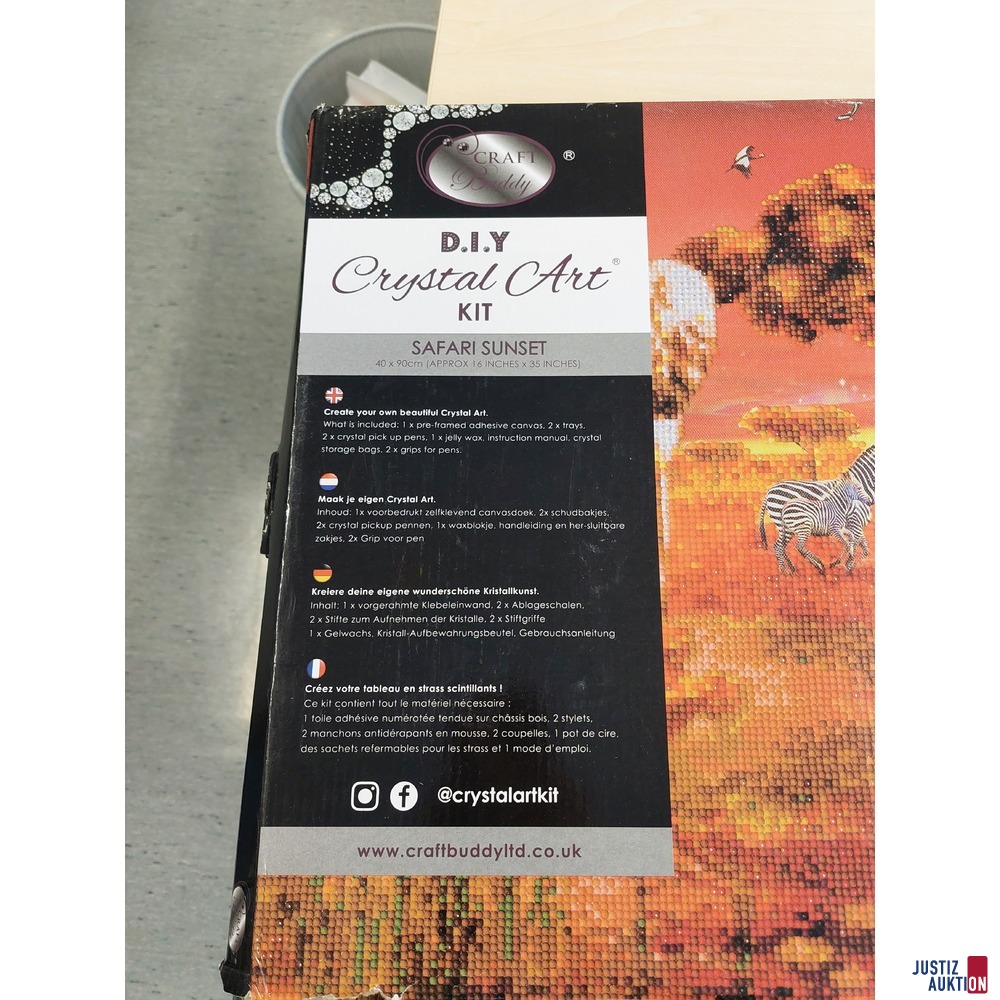 CRAFT
Buddy
®
D.I.Y
Crystal Art®
KIT
SAFARI SUNSET
40 x 90cm (APPROX 16 INCHES x 35 INCHES)
Create your own beautiful Crystal Art.
What is included: 1 x pre-framed adhesive canvas, 2 x trays,
2 x crystal pick up pens, 1 x jelly wax, instruction manual, crystal
storage bags, 2 x grips for pens.
Maak je eigen Crystal Art.
Inhoud: 1x voorbedrukt zelfklevend canvasdoek, 2x schudbakjes,
2x crystal pickup pennen, 1x waxblokje, handleiding en her-sluitbare
zakjes, 2x Grip voor pen
Kreiere deine eigene wunderschöne Kristallkunst.
Inhalt: 1 x vorgerahmte Klebeleinwand, 2 x Ablageschalen,
2 x Stifte zum Aufnehmen der Kristalle, 2 x Stiftgriffe
1 x Gelwachs, Kristall-Aufbewahrungsbeutel, Gebrauchsanleitung
Créez votre tableau en strass scintillants !
Ce kit contient tout le matériel nécessaire :
1 toile adhésive numérotée tendue sur châssis bois, 2 stylets,
2 manchons antidérapants en mousse, 2 coupelles, 1 pot de cire,
des sachets refermables pour les strass et 1 mode d'emploi.
@crystalartkit
www.craftbuddyltd.co.uk
JUSTIZ
AUKTION